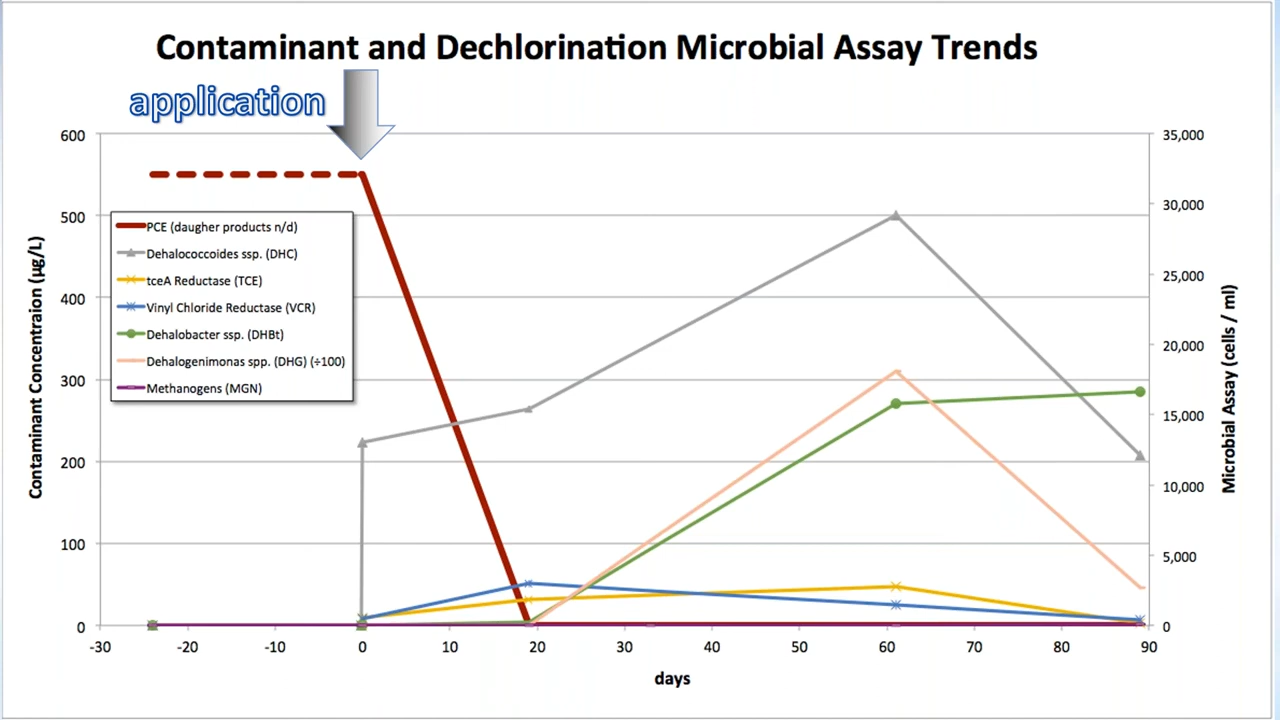 Contaminant and Dechlorination Microbial Assay Trends
application
600
500
400
300
200
100
0
Contaminant Concentraion (µg/L)
PCE (daugher products n/d)
Dehalococcoides ssp. (DHC)
tceA Reductase (TCE)
Vinyl Chloride Reductase (VCR)
Dehalobacter ssp. (DHBt)
Dehalogenimonas spp. (DHG) (÷100)
Methanogens (MGN)
35,000
30,000
25,000
20,000
15,000
10,000
5,000
0
Microbial Assay (cells / ml)
-30 -20 -10 0 10 20 30 40 50 60 70 80 90
days